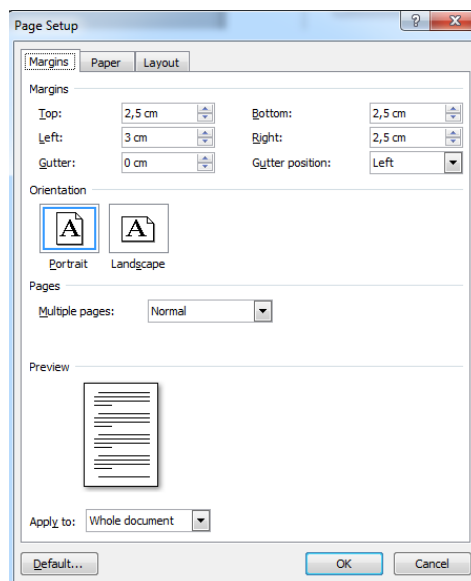 Page Setup
Margins Paper Layout
Margins
Top: 2,5 cm Bottom: 2,5 cm
Left: 3 cm Right: 2,5 cm
Gutter: 0 cm Gutter position: Left
Orientation
A A
Portrait Landscape
Pages
Multiple pages: Normal
Preview
Apply to: Whole document
Default... OK Cancel